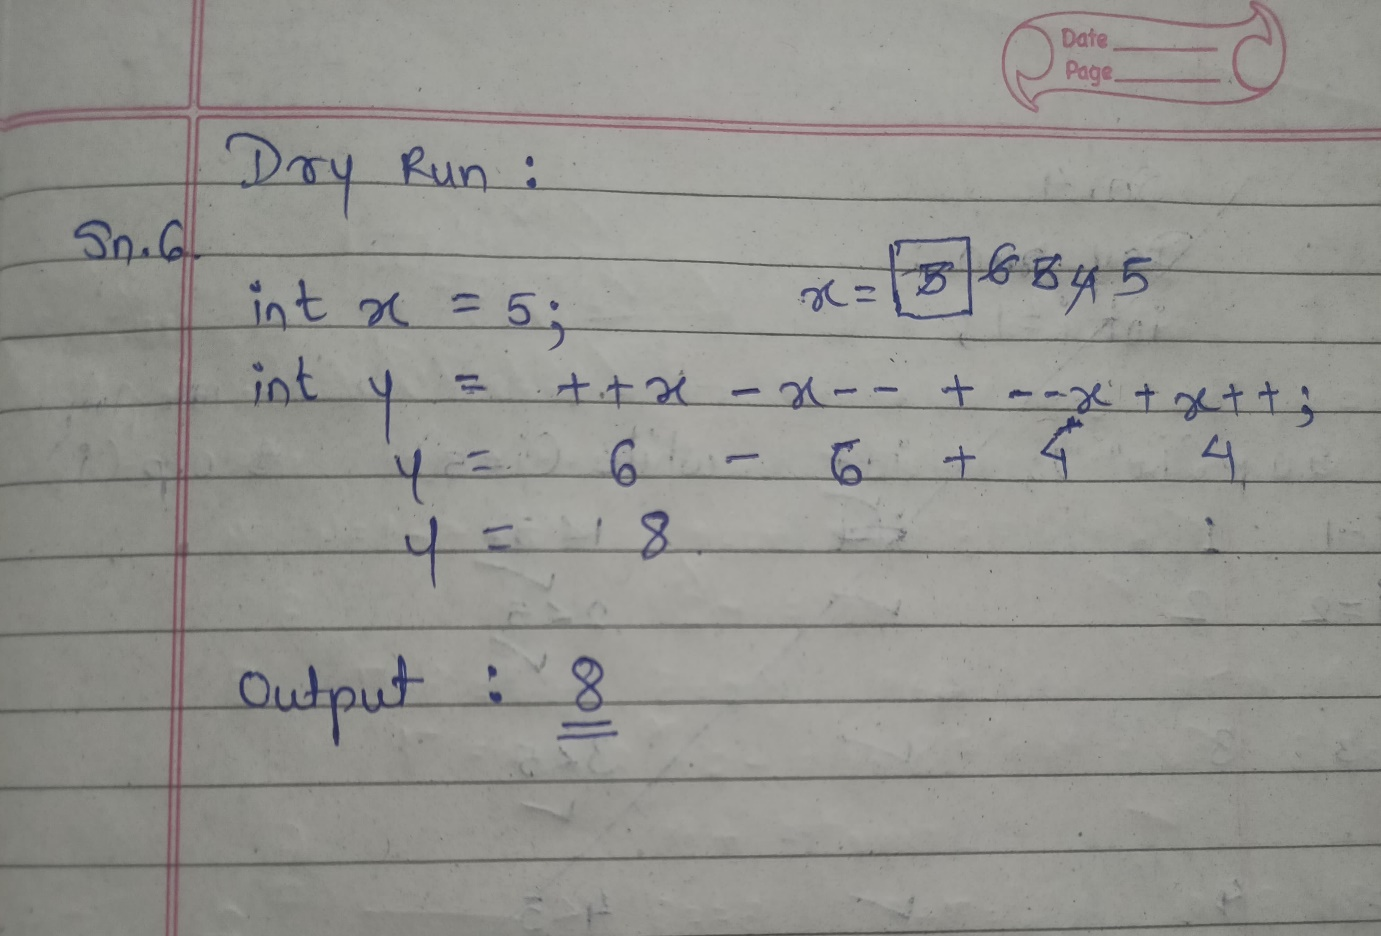 Date
Page
Dry Run :
Sn.6.
int x = 5;
x = 5 6 5 4 5
int y = ++x - x-- + --x + x++;
y = 6 - 6 + 4 4
y = 8
Output : 8